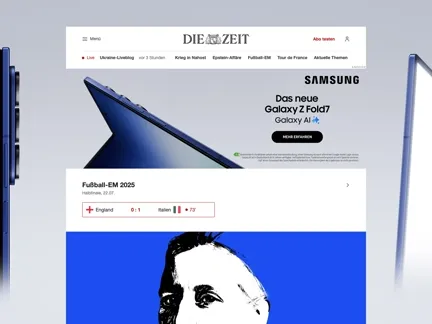 Menü
DIE ZEIT
Abo testen
Live
Ukraine-Liveblog
vor 3 Stunden
Krieg in Nahost
Epstein-Affäre
Fußball-EM
Tour de France
Aktuelle Themen
SAMSUNG
Das neue
Galaxy Z Fold7
Galaxy AI
MEHR ERFAHREN
Fußball-EM 2025
Halbfinale, 22.07.
England 0 : 1 Italien 73'